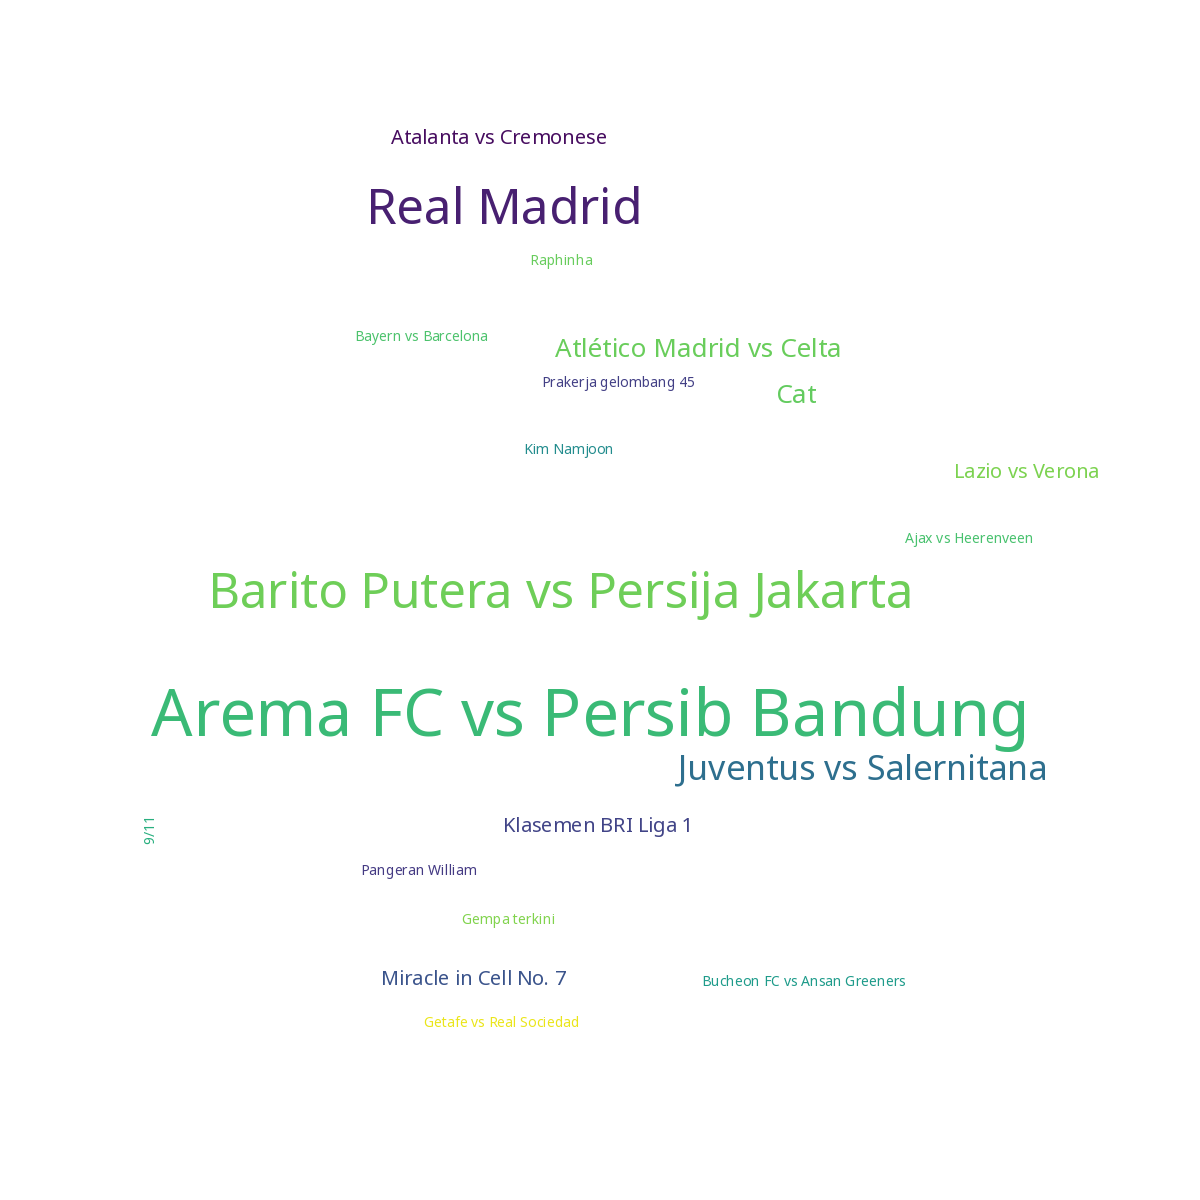 Atalanta vs Cremonese
Real Madrid
Raphinha
Bayern vs Barcelona
Atlético Madrid vs Celta
Prakerja gelombang 45
Cat
Kim Namjoon
Lazio vs Verona
Ajax vs Heerenveen
Barito Putera vs Persija Jakarta
Arema FC vs Persib Bandung
Juventus vs Salernitana
Klasemen BRI Liga 1
9/11
Pangeran William
Gempa terkini
Miracle in Cell No. 7
Bucheon FC vs Ansan Greeners
Getafe vs Real Sociedad